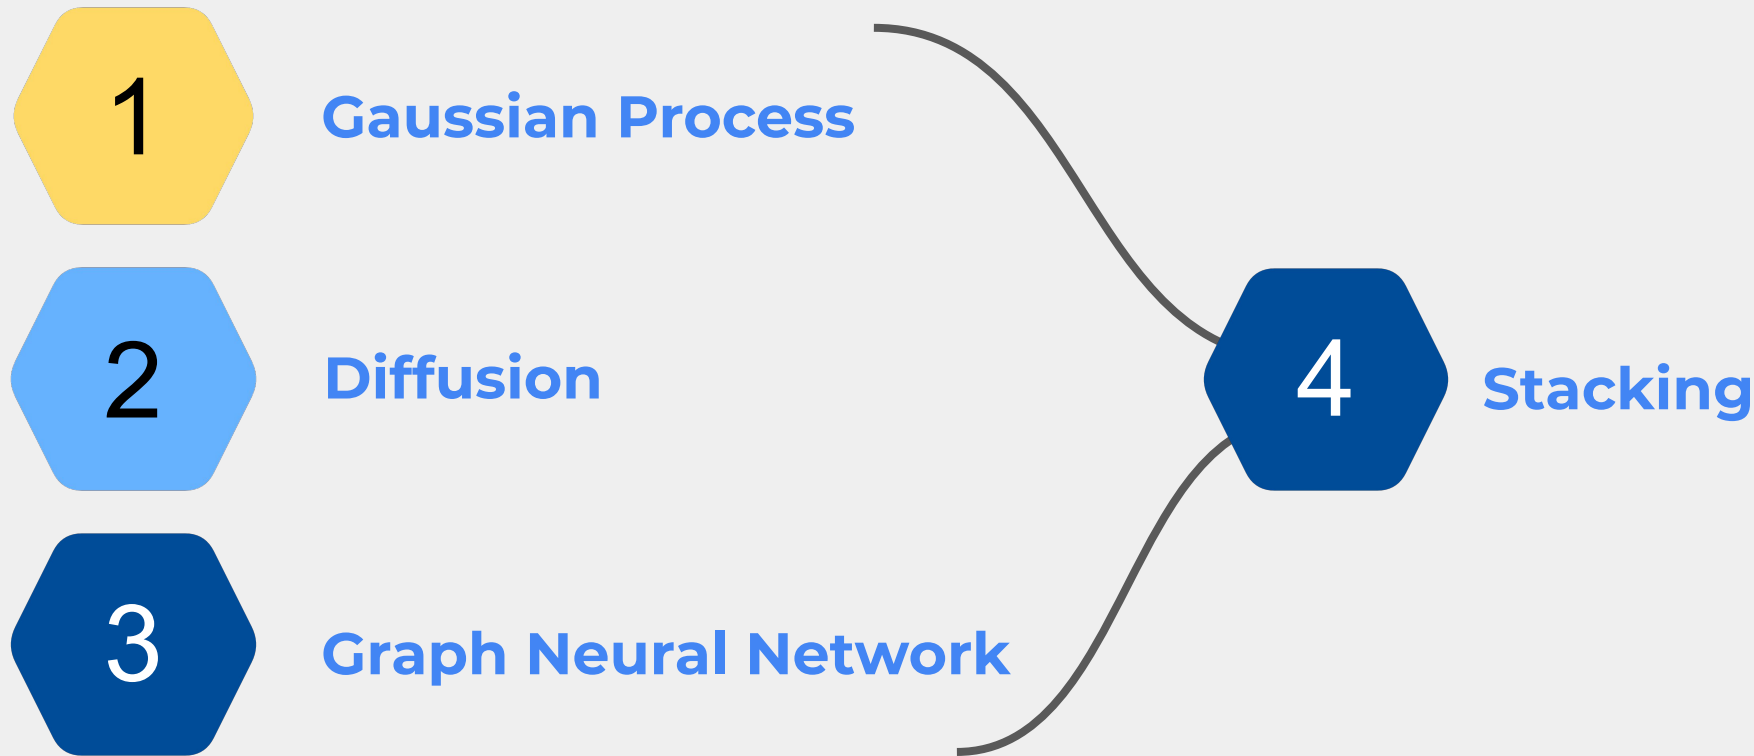 1
Gaussian Process
2
Diffusion
3
Graph Neural Network
4
Stacking